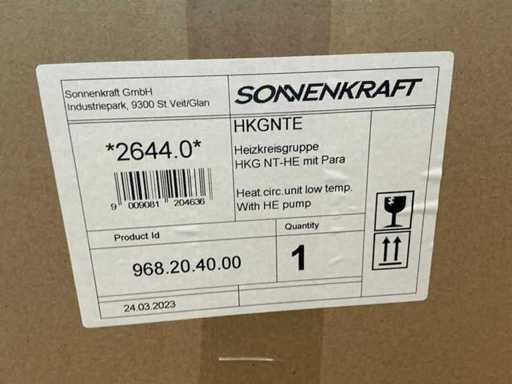 Sonnenkraft GmbH
Industriepark, 9300 St.Veit/Glan
SONNENKRAFT
*2644.0*
9 009081 204636
HKGNTE
Heizkreisgruppe
HKG NT-HE mit Para
Heat.circ.unit low temp.
With HE pump
Product Id
968.20.40.00
Quantity
1
24.03.2023